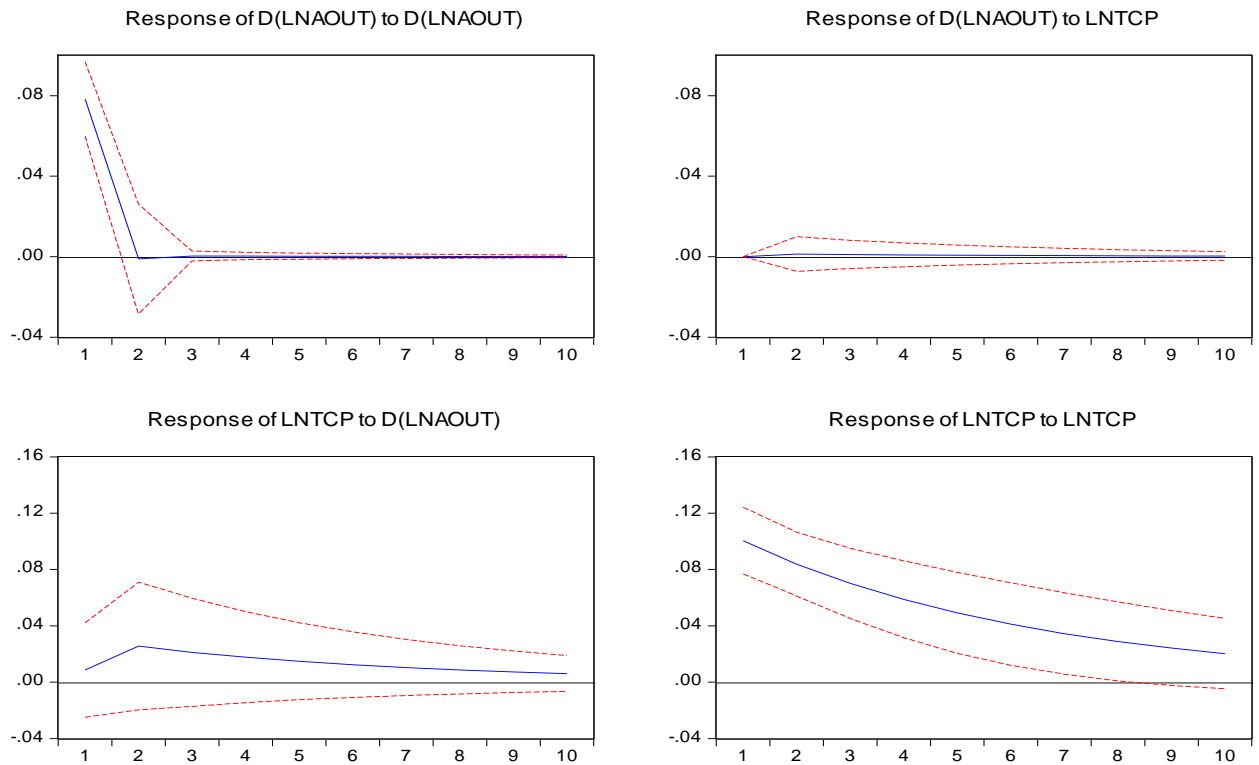 Response of D(LNAOUT) to D(LNAOUT)
.08
.04
.00
-.04
1 2 3 4 5 6 7 8 9 10
Response of D(LNAOUT) to LNTCP
.08
.04
.00
-.04
1 2 3 4 5 6 7 8 9 10
Response of LNTCP to D(LNAOUT)
.16
.12
.08
.04
.00
-.04
1 2 3 4 5 6 7 8 9 10
Response of LNTCP to LNTCP
.16
.12
.08
.04
.00
-.04
1 2 3 4 5 6 7 8 9 10